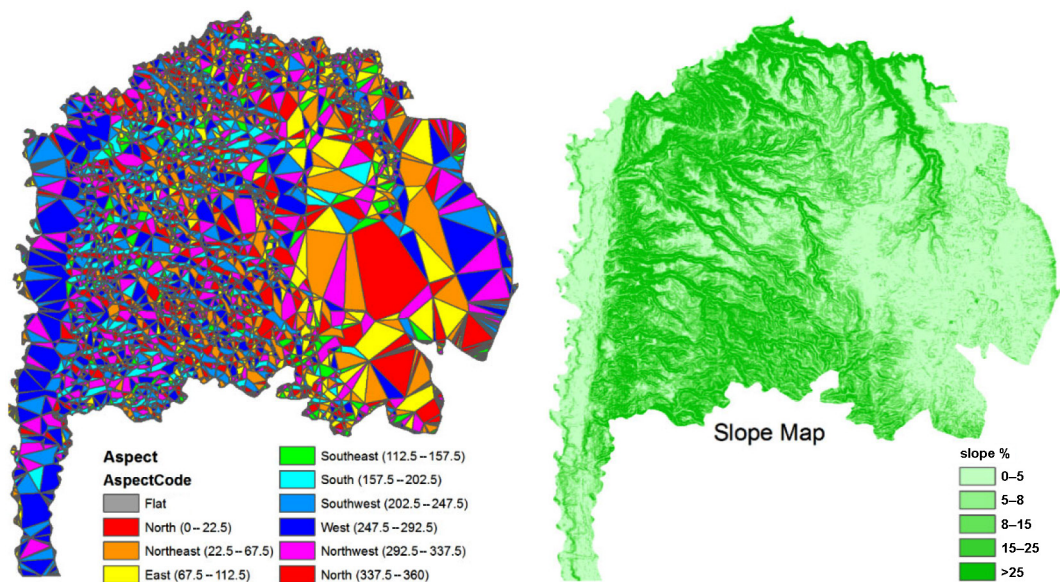 Aspect
AspectCode
Flat
North (0 -- 22.5)
Northeast (22.5 -- 67.5)
East (67.5 -- 112.5)
Southeast (112.5 -- 157.5)
South (157.5 -- 202.5)
Southwest (202.5 -- 247.5)
West (247.5 -- 292.5)
Northwest (292.5 -- 337.5)
North (337.5 -- 360)
Slope Map
slope %
0–5
5–8
8–15
15–25
>25